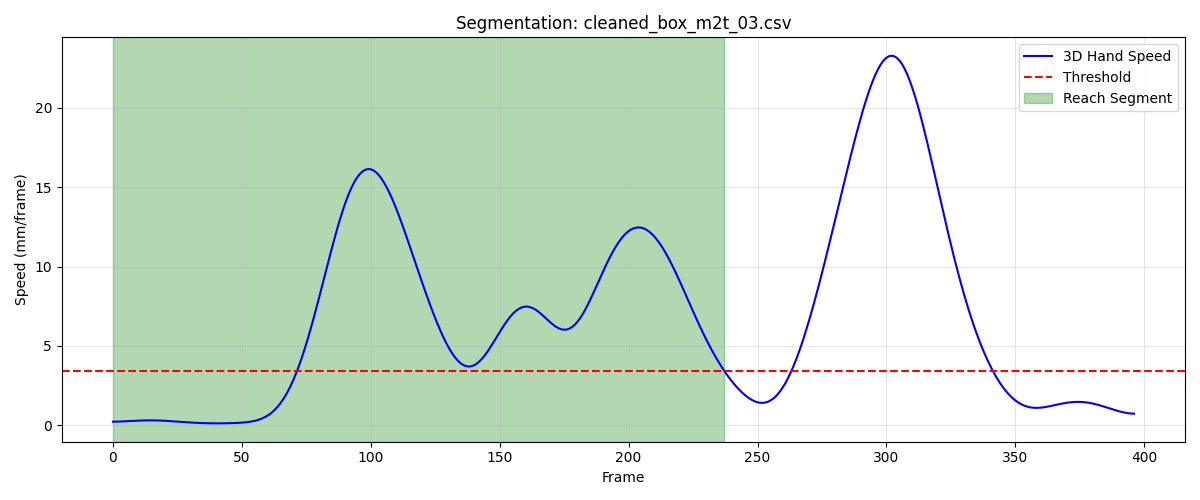 Segmentation: cleaned_box_m2t_03.csv
3D Hand Speed
Threshold
Reach Segment
Speed (mm/frame)
20
15
10
5
0
0 50 100 150 200 250 300 350 400
Frame